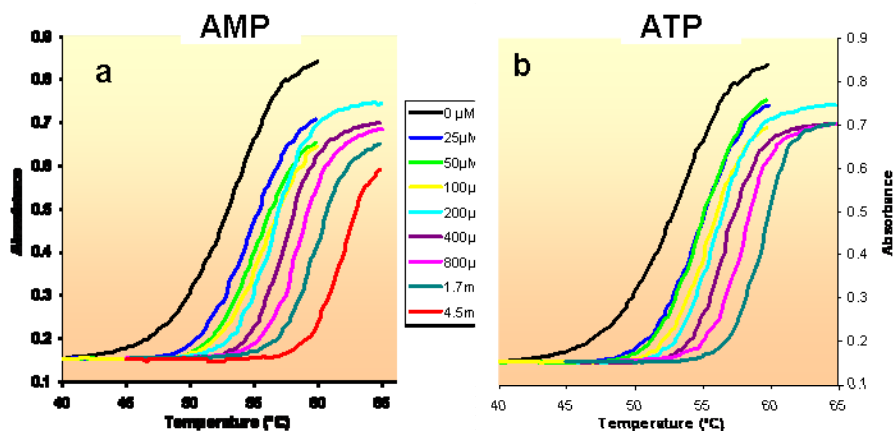 AMP
ATP
a
b
0.9
0.8
0.7
0.6
0.5
0.4
0.3
0.2
0.1
40 45 50 55 60 65
Temperature (°C)
Absorbance
0 µM
25µM
50µM
100µ
200µ
400µ
800µ
1.7m
4.5m
0.9
0.8
0.7
0.6
0.5
0.4
0.3
0.2
0.1
40 45 50 55 60 65
Temperature (°C)
Absorbance